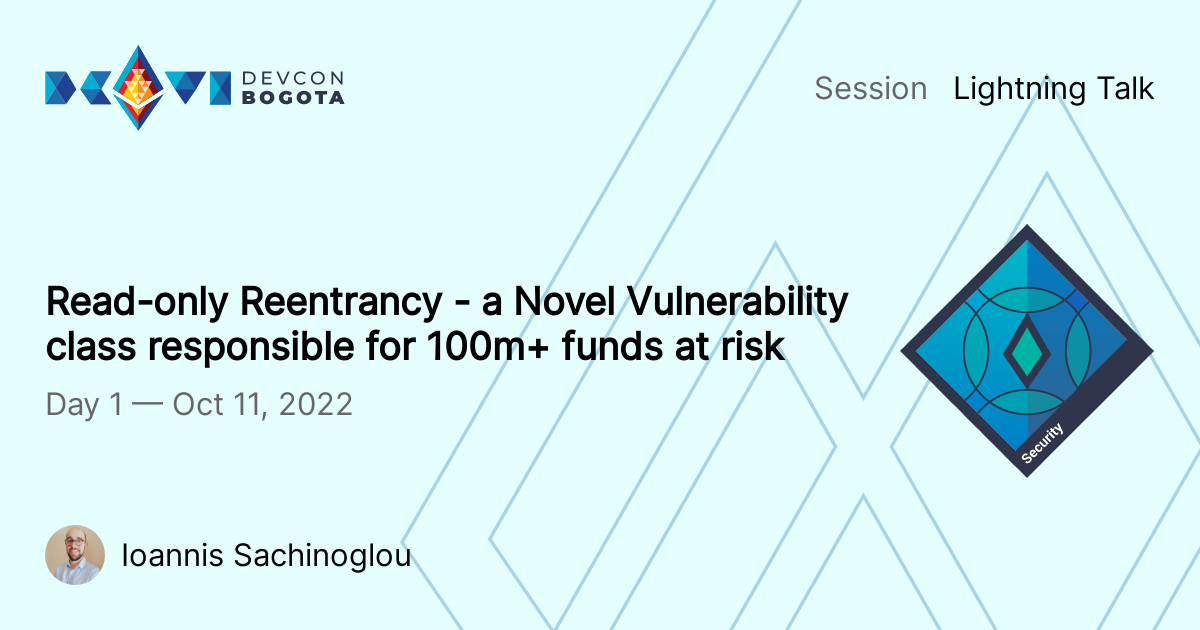 DEVCON
BOGOTA
Session Lightning Talk
Read-only Reentrancy - a Novel Vulnerability
class responsible for 100m+ funds at risk
Day 1 — Oct 11, 2022
Security
Ioannis Sachinoglou